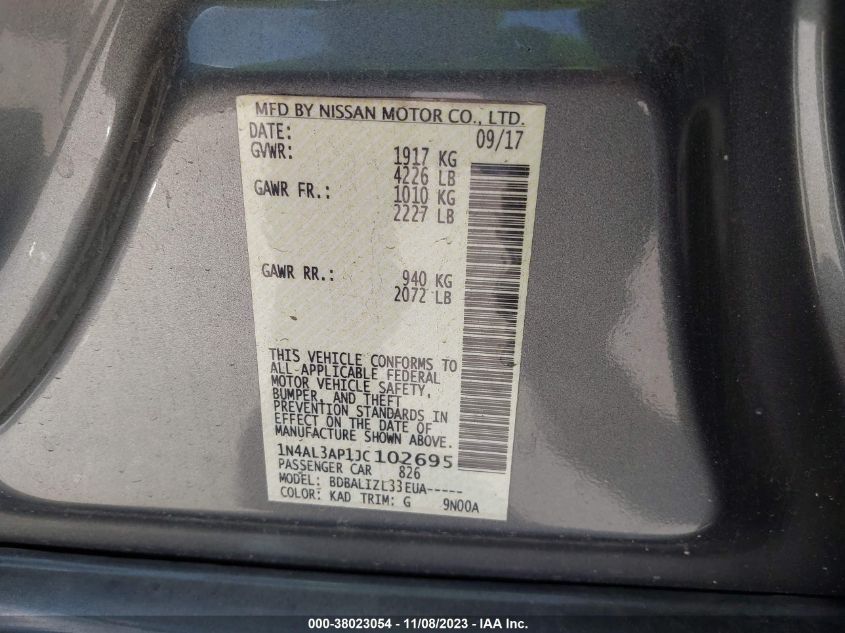 MFD BY NISSAN MOTOR CO., LTD.
DATE: 09/17
GVWR: 1917 KG
4226 LB
GAWR FR.: 1010 KG
2227 LB
GAWR RR.: 940 KG
2072 LB
THIS VEHICLE CONFORMS TO
ALL-APPLICABLE FEDERAL
MOTOR VEHICLE SAFETY,
BUMPER, AND THEFT
PREVENTION STANDARDS IN
EFFECT ON THE DATE OF
MANUFACTURE SHOWN ABOVE.
1N4AL3AP1JC102695
PASSENGER CAR 826
MODEL: BDBALIZL33EUA-----
COLOR: KAD TRIM: G 9N00A
000-38023054 - 11/08/2023 - IAA Inc.